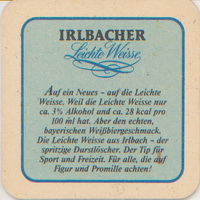 IRLBACHER
Leichte Weisse
Auf ein Neues - auf die Leichte
Weisse. Weil die Leichte Weisse nur
ca. 3% Alkohol und ca. 28 kcal pro
100 ml hat. Aber den echten,
bayerischen Weißbiergeschmack.
Die Leichte Weisse aus Irlbach - der
spritzige Durstlöscher. Der Tip für
Sport und Freizeit. Für alle, die auf
Figur und Promille achten!